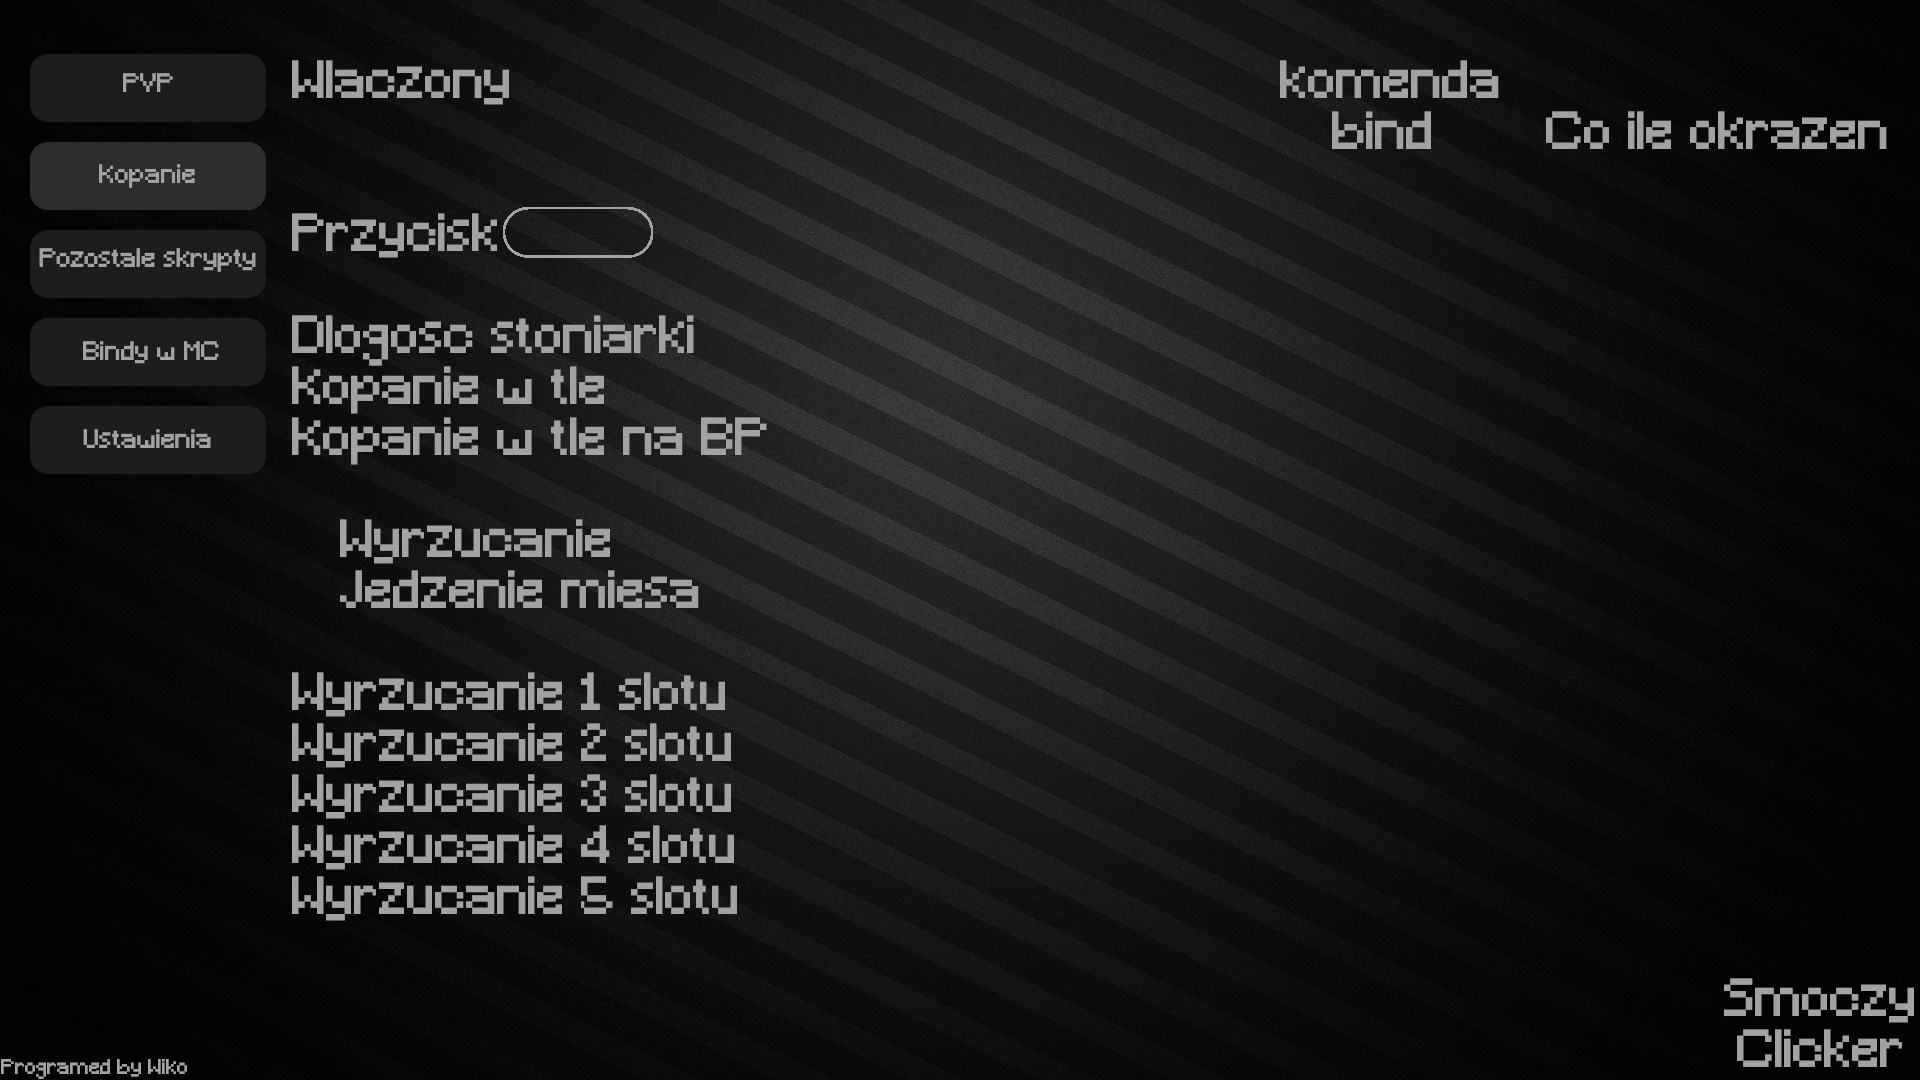 PVP
Kopanie
Pozostale skrypty
Bindy w MC
Ustawienia
Wlaczony
Przycisk
Dlogosc stoniarki
Kopanie w tle
Kopanie w tle na BP
Wyrzucanie
Jedzenie miesa
Wyrzucanie 1 slotu
Wyrzucanie 2 slotu
Wyrzucanie 3 slotu
Wyrzucanie 4 slotu
Wyrzucanie 5 slotu
komenda
bind
Co ile okrazen
Smoczy
Clicker
Programed by Wiko